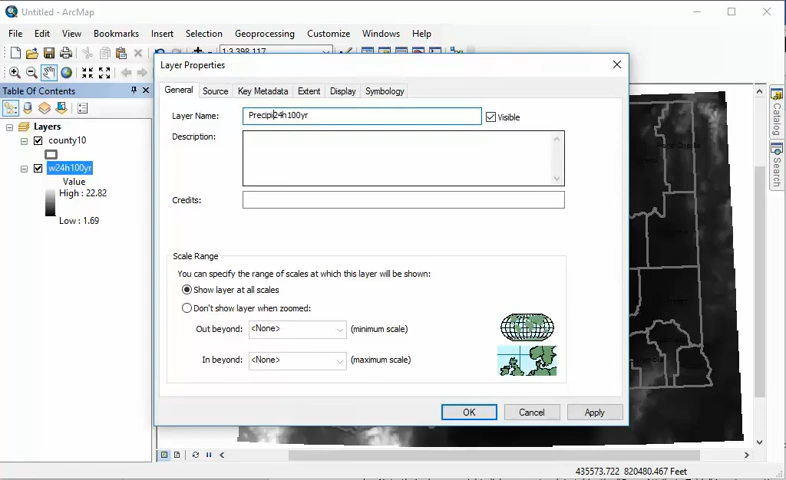 Untitled - ArcMap
File Edit View Bookmarks Insert Selection Geoprocessing Customize Windows Help
1:3,398,117
Table Of Contents
Layers
county10
w24h100yr
Value
High : 22.82
Low : 1.69
Layer Properties
General Source Key Metadata Extent Display Symbology
Layer Name: Precipi24h100yr Visible
Description:
Credits:
Scale Range
You can specify the range of scales at which this layer will be shown:
Show layer at all scales
Don't show layer when zoomed:
Out beyond: <None> (minimum scale)
In beyond: <None> (maximum scale)
OK Cancel Apply
Catalog
Search
435573.722 820480.467 Feet